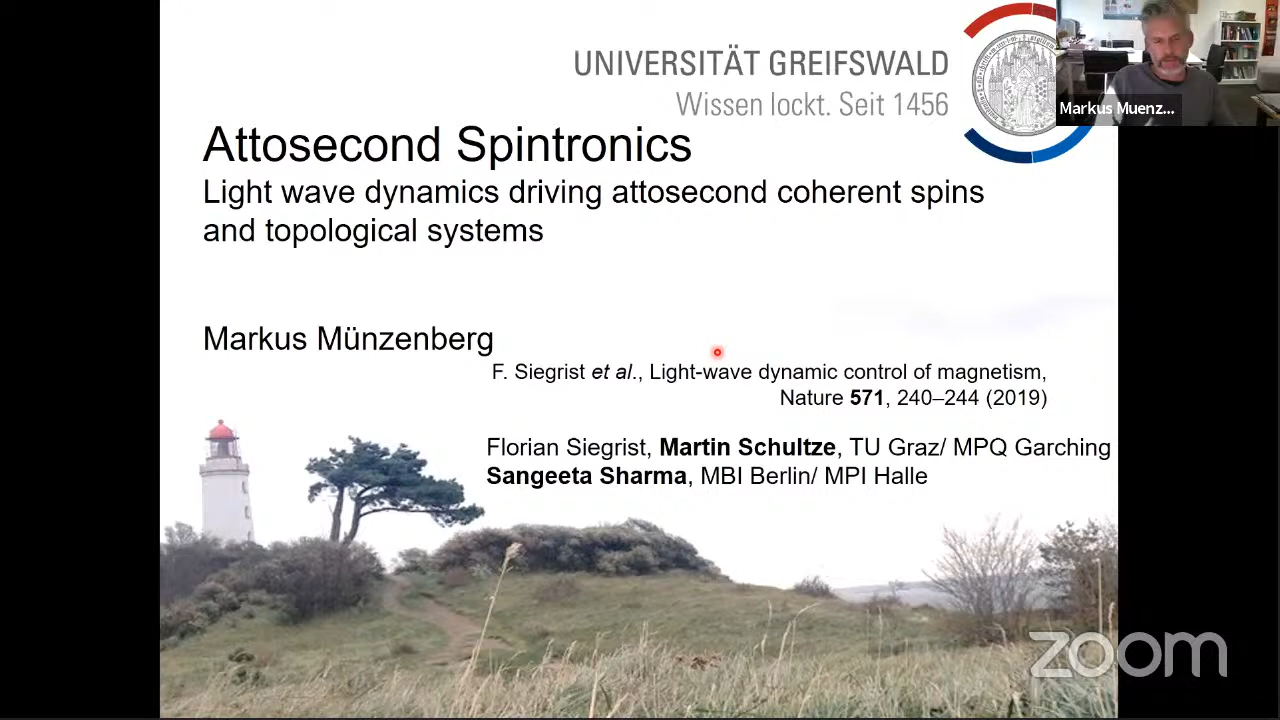 UNIVERSITÄT GREIFSWALD
Wissen lockt. Seit 1456
Markus Muenz...
Attosecond Spintronics
Light wave dynamics driving attosecond coherent spins
and topological systems
Markus Münzenberg
F. Siegrist et al., Light-wave dynamic control of magnetism,
Nature 571, 240–244 (2019)
Florian Siegrist, Martin Schultze, TU Graz/ MPQ Garching
Sangeeta Sharma, MBI Berlin/ MPI Halle
zoom